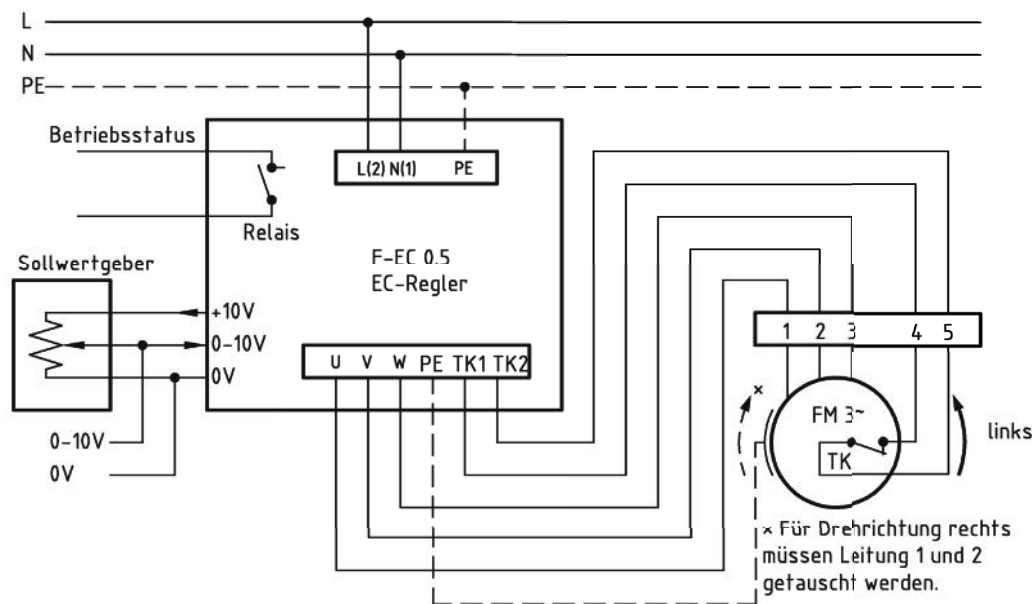 L
N
PE
Betriebsstatus
L(2) N(1) PE
Relais
F-EC 0.5
EC-Regler
Sollwertgeber
+10V
0-10V
0V
U V W PE TK1 TK2
1 2 3 4 5
×
FM 3~
TK
links
0-10V
0V
× Für Drehrichtung rechts
müssen Leitung 1 und 2
getauscht werden.